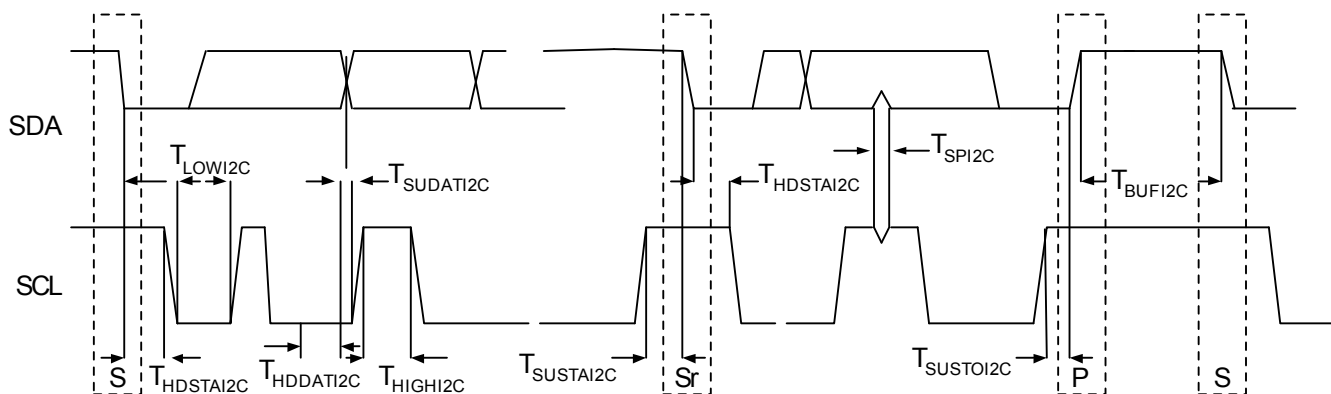 SDA
T_LOWI2C
T_SUDATI2C
T_SPI2C
T_HDSTAI2C
T_BUFI2C
SCL
S
T_HDSTAI2C
T_HDDATI2C
T_HIGHI2C
T_SUSTAI2C
Sr
T_SUSTOI2C
P
S